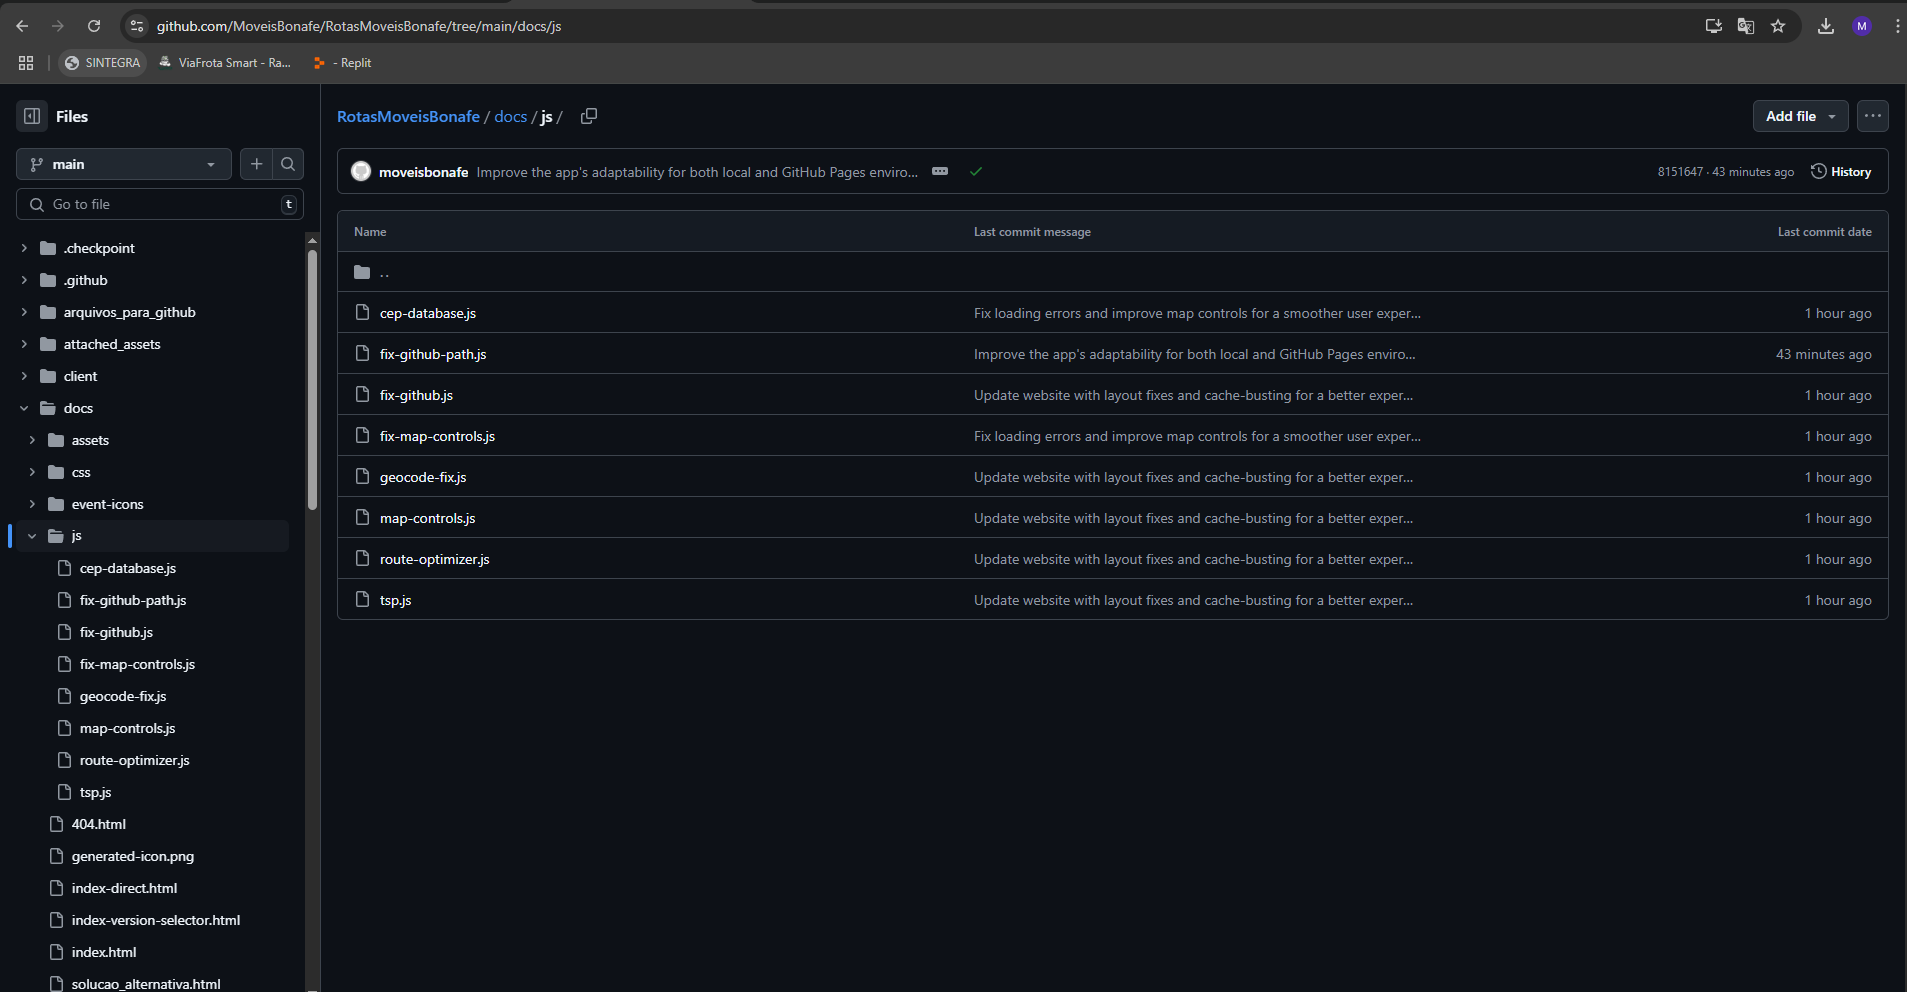 github.com/MoveisBonafe/RotasMoveisBonafe/tree/main/docs/js
M
SINTEGRA
ViaFrota Smart - Ra...
- Replit
Files
main
Go to file
t
.checkpoint
.github
arquivos_para_github
attached_assets
client
docs
assets
css
event-icons
js
cep-database.js
fix-github-path.js
fix-github.js
fix-map-controls.js
geocode-fix.js
map-controls.js
route-optimizer.js
tsp.js
404.html
generated-icon.png
index-direct.html
index-version-selector.html
index.html
solucao_alternativa.html
RotasMoveisBonafe / docs / js /
Add file
moveisbonafe Improve the app's adaptability for both local and GitHub Pages enviro...
8151647 · 43 minutes ago
History
Name Last commit message Last commit date
..
cep-database.js Fix loading errors and improve map controls for a smoother user exper... 1 hour ago
fix-github-path.js Improve the app's adaptability for both local and GitHub Pages enviro... 43 minutes ago
fix-github.js Update website with layout fixes and cache-busting for a better exper... 1 hour ago
fix-map-controls.js Fix loading errors and improve map controls for a smoother user exper... 1 hour ago
geocode-fix.js Update website with layout fixes and cache-busting for a better exper... 1 hour ago
map-controls.js Update website with layout fixes and cache-busting for a better exper... 1 hour ago
route-optimizer.js Update website with layout fixes and cache-busting for a better exper... 1 hour ago
tsp.js Update website with layout fixes and cache-busting for a better exper... 1 hour ago